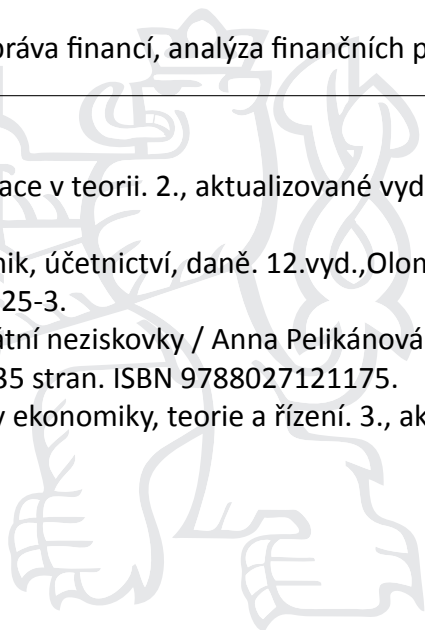 práva financí, analýza finančních p
ace v teorii. 2., aktualizované vyd
nik, účetnictví, daně. 12.vyd.,Olon
25-3.
átní neziskovky / Anna Pelikánová
35 stran. ISBN 9788027121175.
y ekonomiky, teorie a řízení. 3., ak